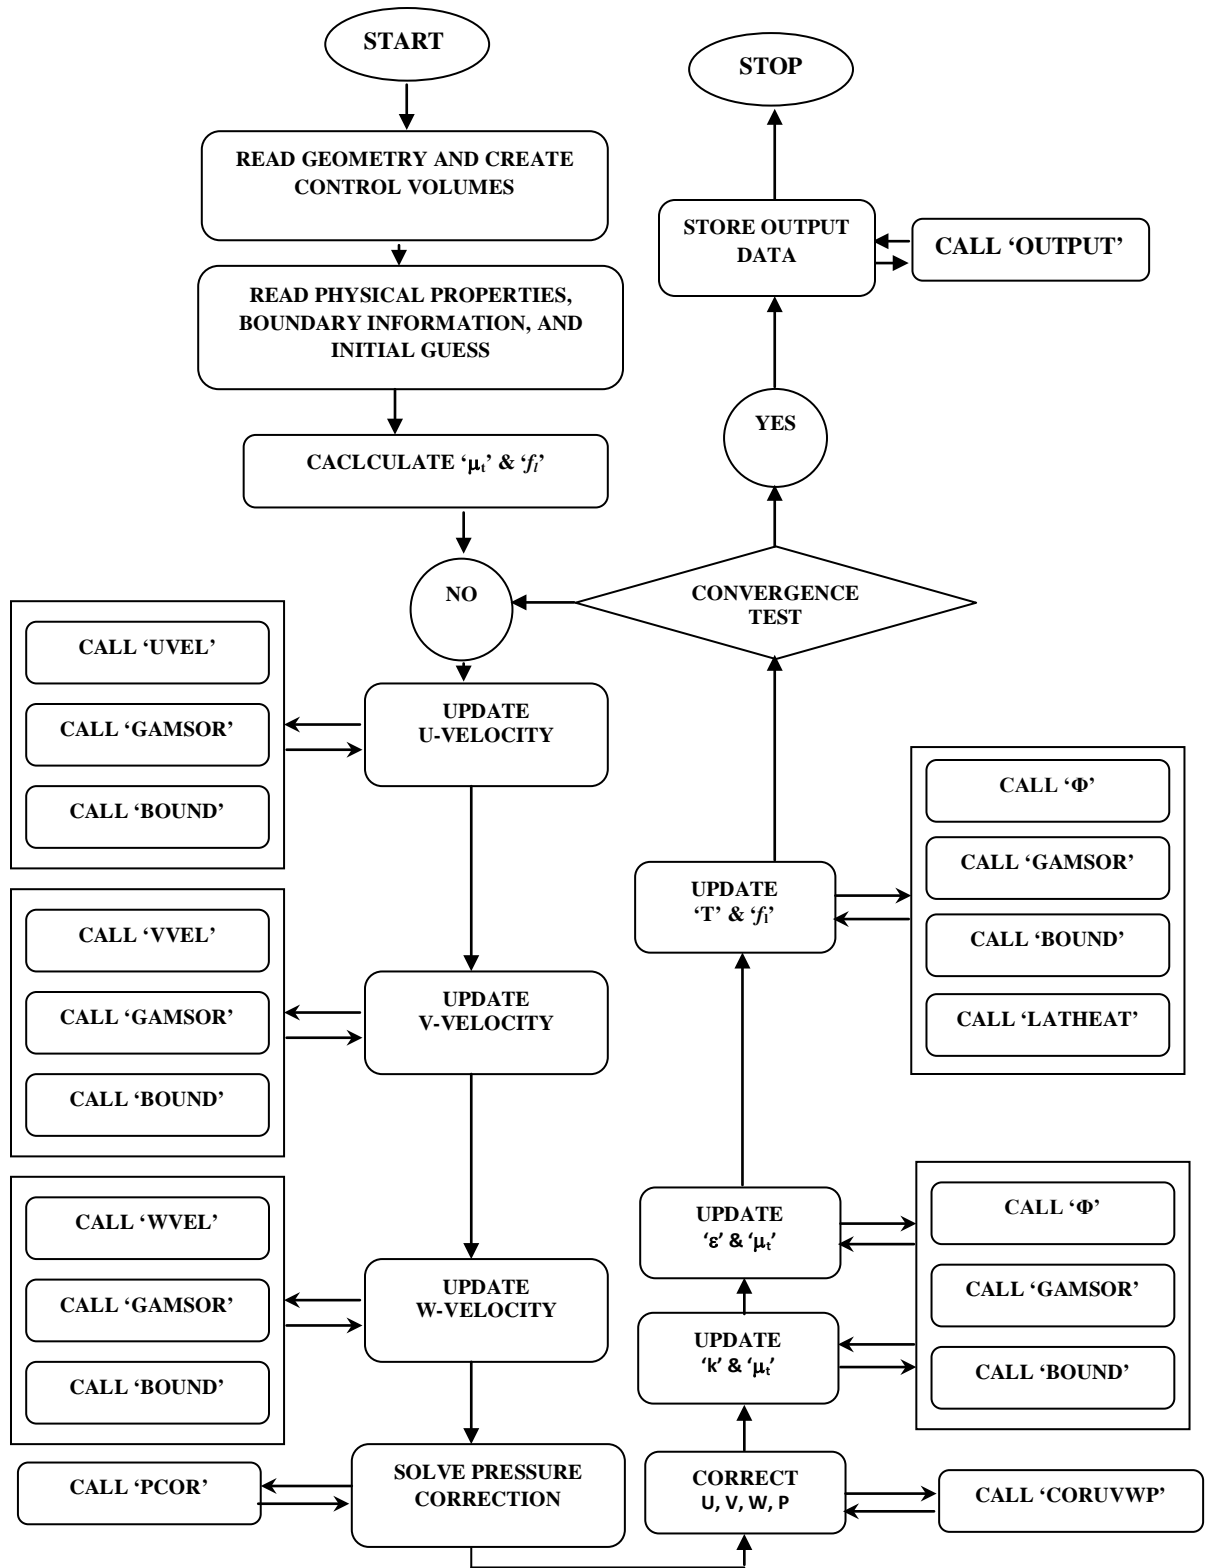 START
READ GEOMETRY AND CREATE
CONTROL VOLUMES
READ PHYSICAL PROPERTIES,
BOUNDARY INFORMATION, AND
INITIAL GUESS
CACLCULATE ‘μt’ & ‘fl’
NO
CALL ‘UVEL’
CALL ‘GAMSOR’
CALL ‘BOUND’
UPDATE
U-VELOCITY
CALL ‘VVEL’
CALL ‘GAMSOR’
CALL ‘BOUND’
UPDATE
V-VELOCITY
CALL ‘WVEL’
CALL ‘GAMSOR’
CALL ‘BOUND’
UPDATE
W-VELOCITY
CALL ‘PCOR’
SOLVE PRESSURE
CORRECTION
CORRECT
U, V, W, P
CALL ‘CORUVWP’
UPDATE
‘k’ & ‘μt’
UPDATE
‘ε’ & ‘μt’
CALL ‘Φ’
CALL ‘GAMSOR’
CALL ‘BOUND’
UPDATE
‘T’ & ‘fl’
CALL ‘Φ’
CALL ‘GAMSOR’
CALL ‘BOUND’
CALL ‘LATHEAT’
CONVERGENCE
TEST
YES
STORE OUTPUT
DATA
CALL ‘OUTPUT’
STOP